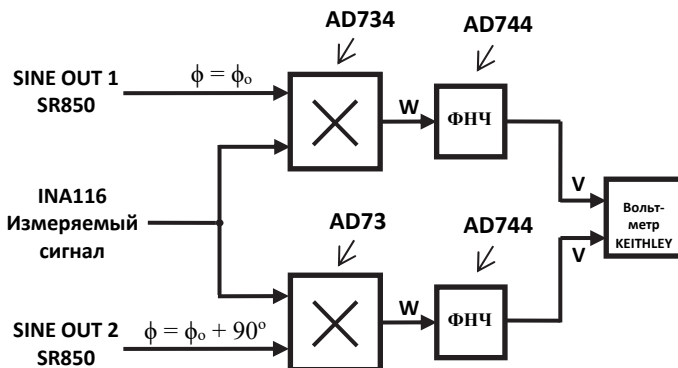 AD734
AD744
SINE OUT 1
SR850
ϕ = ϕₒ
W
ФНЧ
V
INA116
Измеряемый
сигнал
Вольт-
метр
KEITHLEY
V
AD73
AD744
W
ФНЧ
SINE OUT 2
SR850
ϕ = ϕₒ + 90º